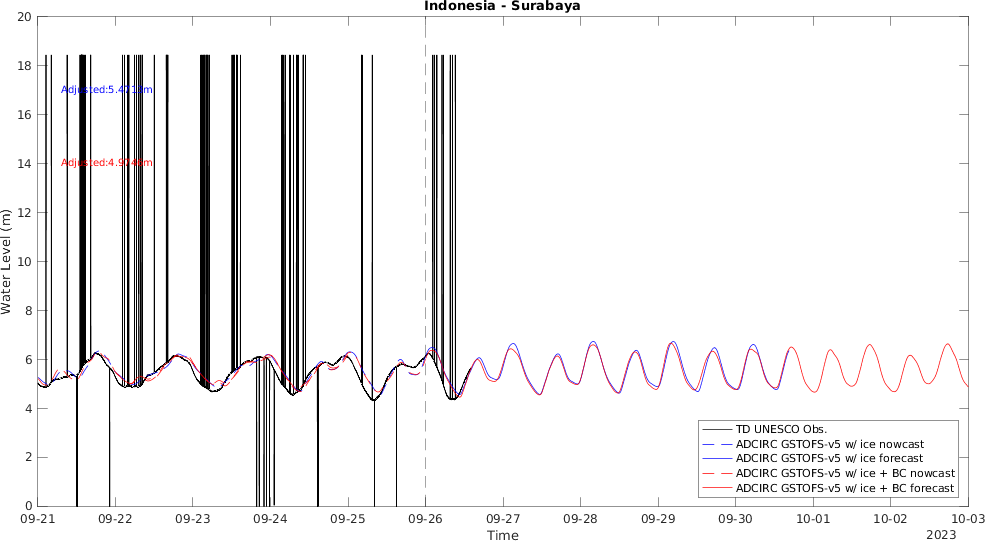 Indonesia - Surabaya
20
18
16
14
12
10
8
6
4
2
0
Water Level (m)
Adjusted:5.4711m
TD UNESCO Obs.
ADCIRC GSTOFS-v5 w/ ice nowcast
ADCIRC GSTOFS-v5 w/ ice forecast
ADCIRC GSTOFS-v5 w/ ice + BC nowcast
ADCIRC GSTOFS-v5 w/ ice + BC forecast
09-21
09-22
09-23
09-24
09-25
09-26
09-27
09-28
09-29
09-30
10-01
10-02
10-03
Time
2023